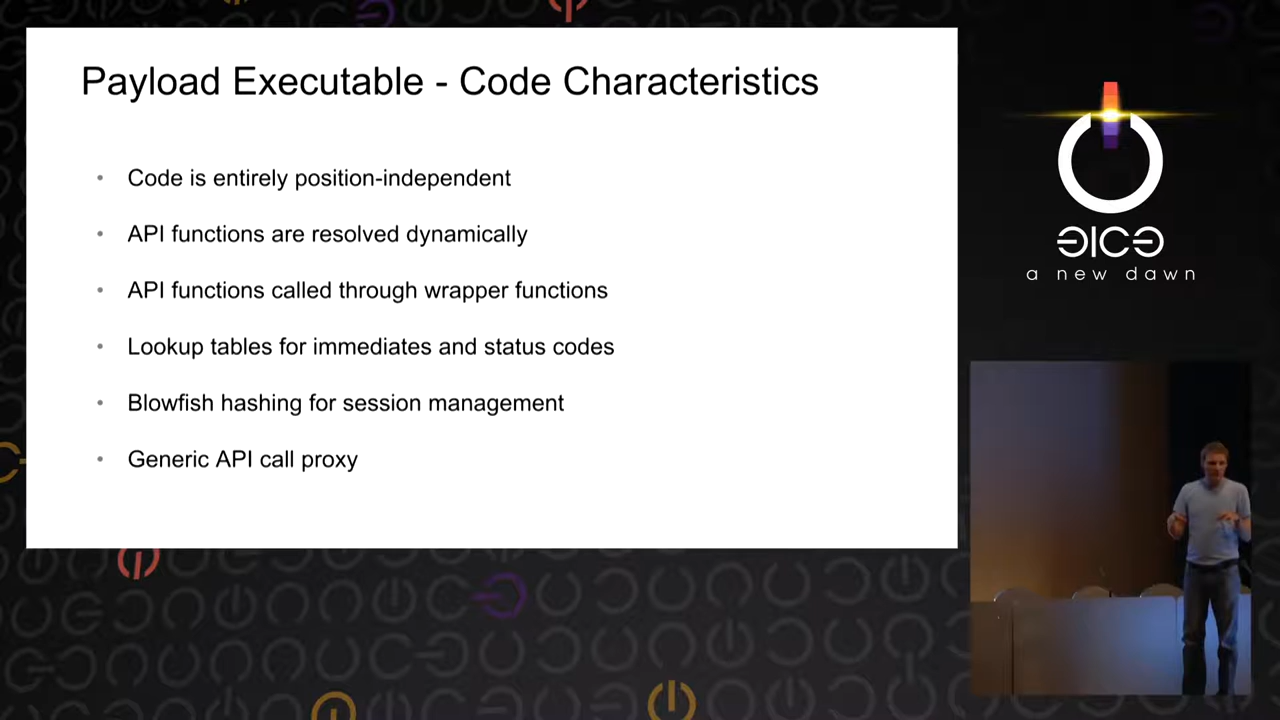 Payload Executable - Code Characteristics
• Code is entirely position-independent
• API functions are resolved dynamically
• API functions called through wrapper functions
• Lookup tables for immediates and status codes
• Blowfish hashing for session management
• Generic API call proxy
a new dawn